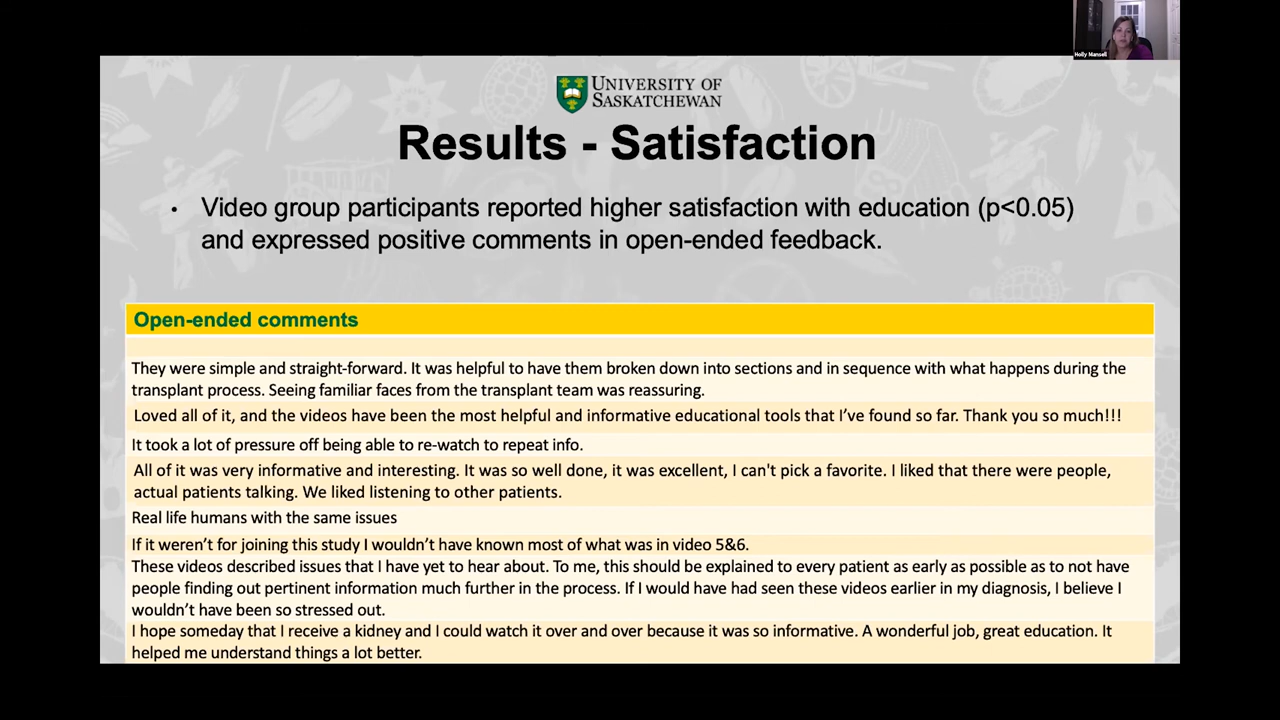 Holly Mansell
UNIVERSITY OF
SASKATCHEWAN
Results - Satisfaction
• Video group participants reported higher satisfaction with education (p<0.05)
and expressed positive comments in open-ended feedback.
Open-ended comments
They were simple and straight-forward. It was helpful to have them broken down into sections and in sequence with what happens during the
transplant process. Seeing familiar faces from the transplant team was reassuring.
Loved all of it, and the videos have been the most helpful and informative educational tools that I've found so far. Thank you so much!!!
It took a lot of pressure off being able to re-watch to repeat info.
All of it was very informative and interesting. It was so well done, it was excellent, I can't pick a favorite. I liked that there were people,
actual patients talking. We liked listening to other patients.
Real life humans with the same issues
If it weren't for joining this study I wouldn't have known most of what was in video 5&6.
These videos described issues that I have yet to hear about. To me, this should be explained to every patient as early as possible as to not have
people finding out pertinent information much further in the process. If I would have had seen these videos earlier in my diagnosis, I believe I
wouldn't have been so stressed out.
I hope someday that I receive a kidney and I could watch it over and over because it was so informative. A wonderful job, great education. It
helped me understand things a lot better.